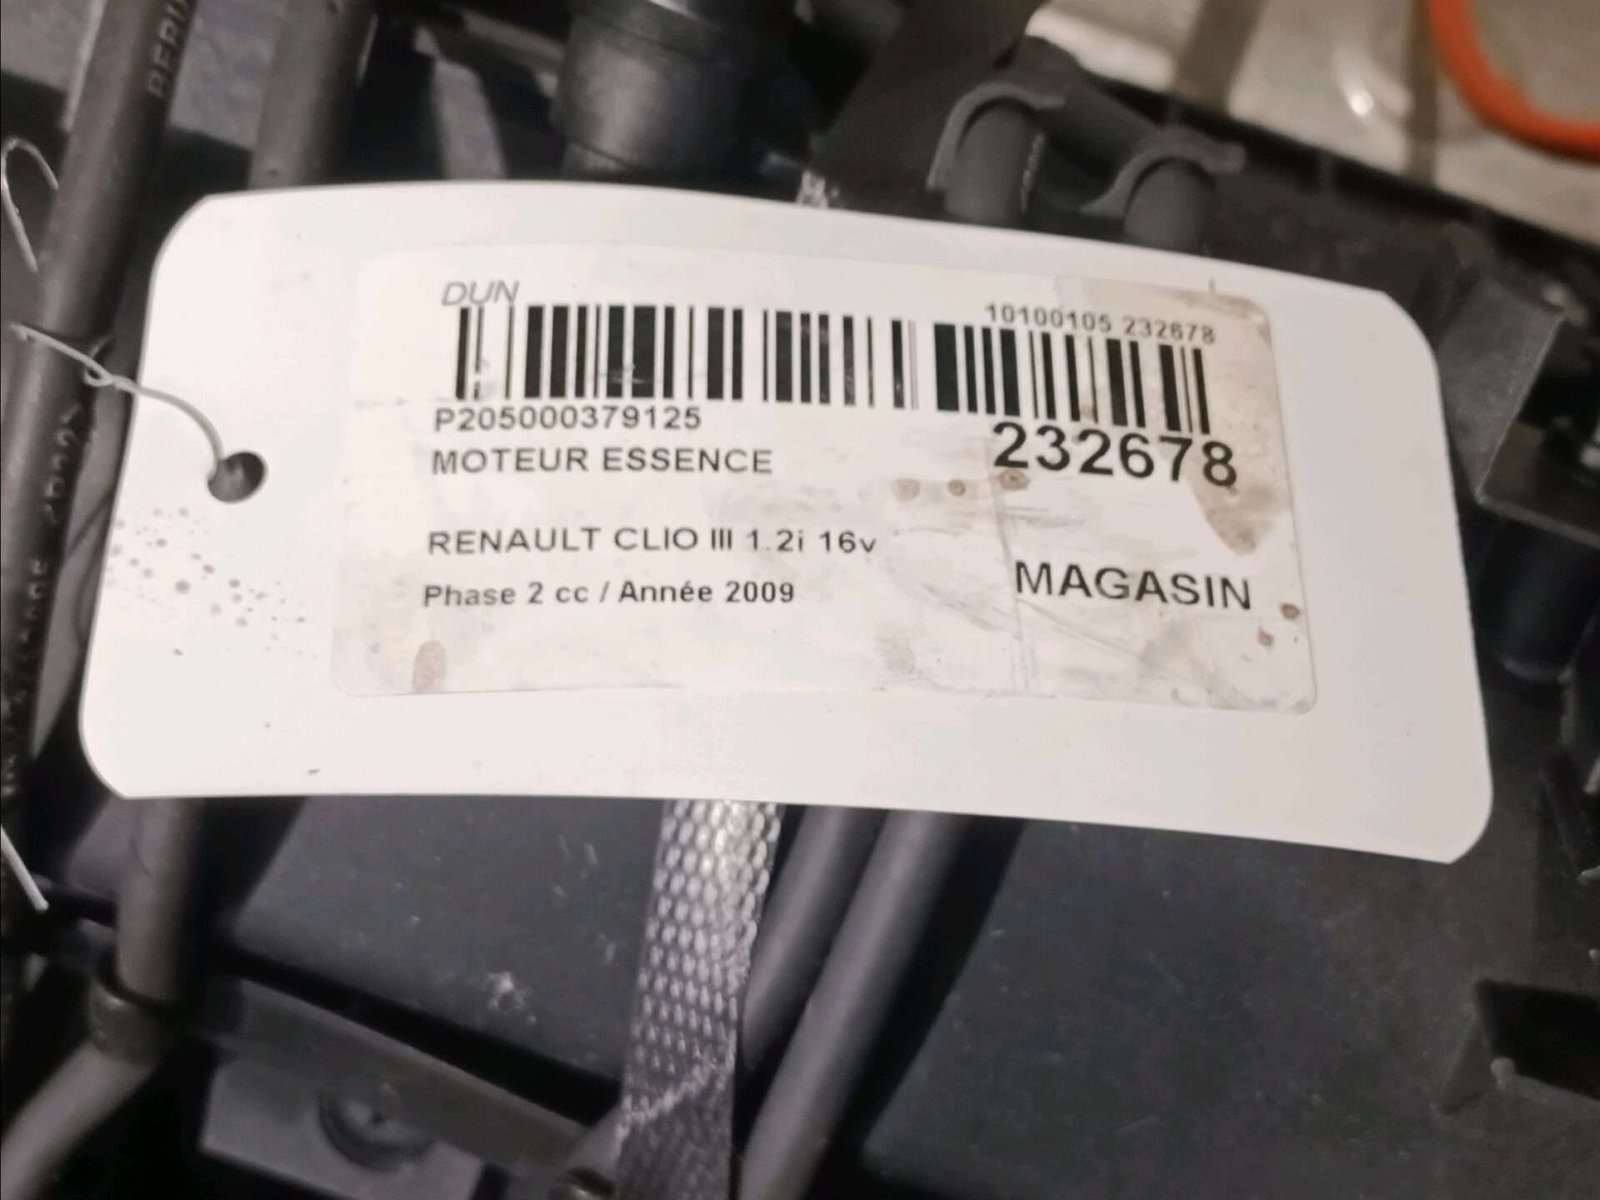 DUN
10100105 232678
P205000379125
232678
MOTEUR ESSENCE
RENAULT CLIO III 1.2i 16v
MAGASIN
Phase 2 cc / Année 2009